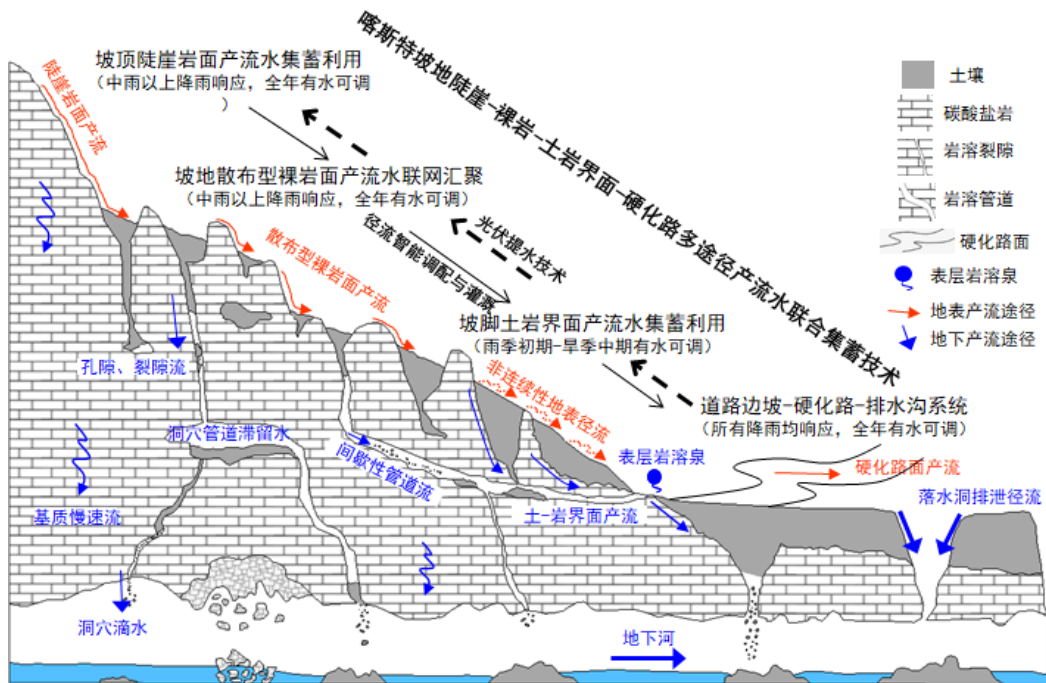 喀斯特坡地陡崖-裸岩-土岩界面-硬化路多途径产流水联合集蓄技术
坡顶陡崖岩面产流水集蓄利用
（中雨以上降雨响应，全年有水可调
）
陡崖岩面产流
坡地散布型裸岩面产流水联网汇聚
（中雨以上降雨响应，全年有水可调）
光伏提水技术
径流智能调配与灌溉
散布型裸岩面产流
坡脚土岩界面产流水集蓄利用
（雨季初期-旱季中期有水可调）
非连续性地表径流
道路边坡-硬化路-排水沟系统
（所有降雨均响应，全年有水可调）
土壤
碳酸盐岩
岩溶裂隙
岩溶管道
硬化路面
表层岩溶泉
地表产流途径
地下产流途径
孔隙、裂隙流
洞穴管道滞留水
间歇性管道流
表层岩溶泉
硬化路面产流
落水洞排泄径流
基质慢速流
土-岩界面产流
洞穴滴水
地下河